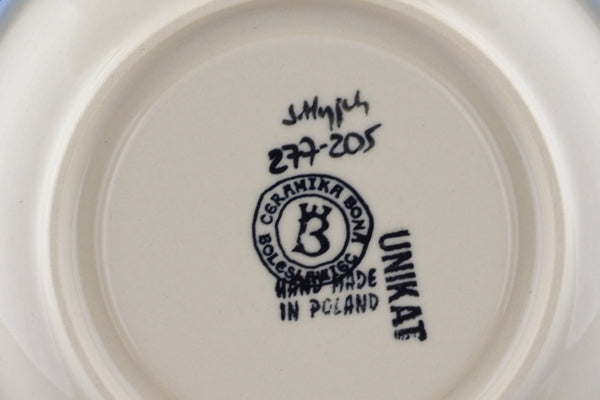 277-205
CERAMIKA BONA
B
BOLESŁAWIEC
HAND MADE
IN POLAND
UNIKAT